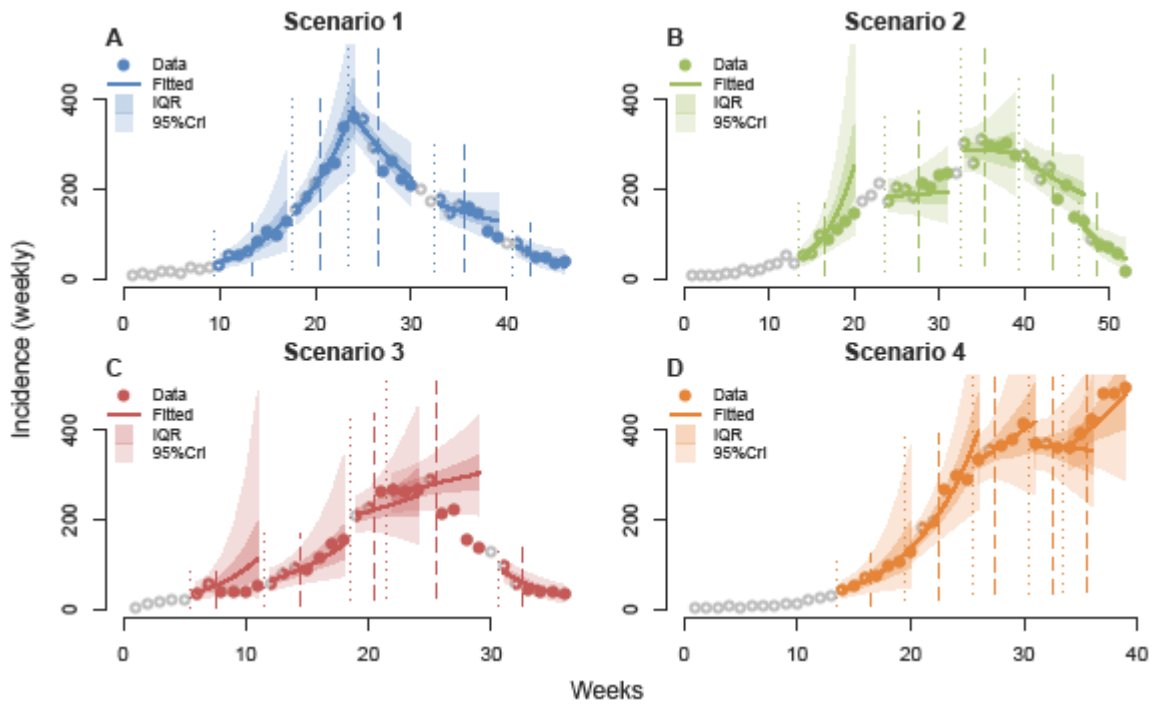 Scenario 1
A
Data
Fitted
IQR
95%CrI
400
200
0
0 10 20 30 40
Scenario 2
B
Data
Fitted
IQR
95%CrI
400
200
0
0 10 20 30 40 50
Scenario 3
C
Data
Fitted
IQR
95%CrI
400
200
0
0 10 20 30
Scenario 4
D
Data
Fitted
IQR
95%CrI
400
200
0
0 10 20 30 40
Incidence (weekly)
Weeks